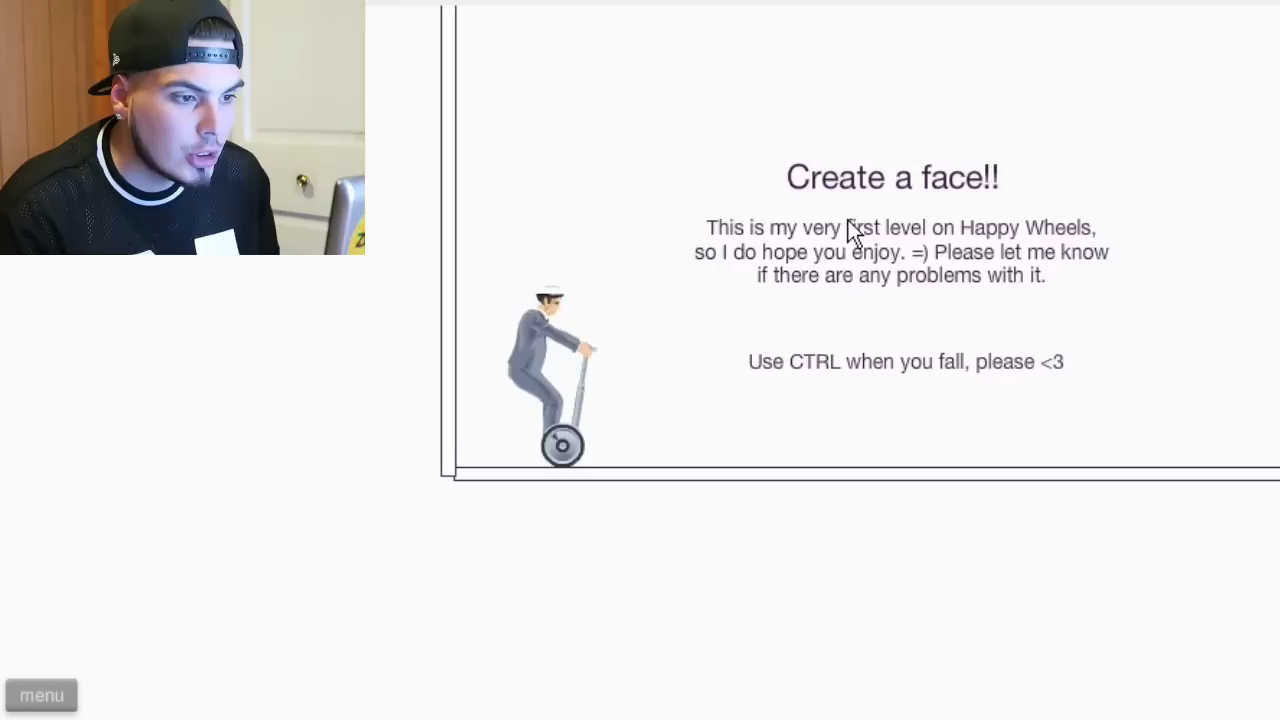 Create a face!!
This is my very first level on Happy Wheels,
so I do hope you enjoy. =) Please let me know
if there are any problems with it.
Use CTRL when you fall, please <3
menu